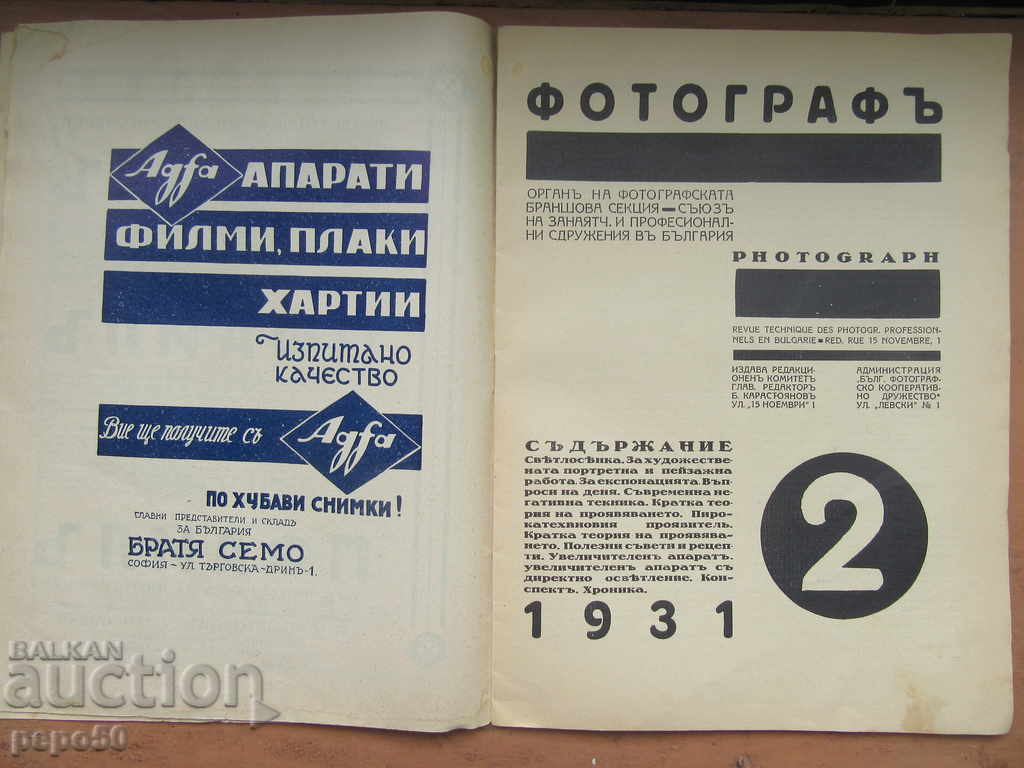 Agfa АПАРАТИ
ФИЛМИ, ПЛАКИ
ХАРТИИ
ИЗПИТАНО
КАЧЕСТВО
Вие ще получите съ Agfa
ПО ХУБАВИ СНИМКИ!
ГЛАВНИ ПРЕДСТАВИТЕЛИ И СКЛАДЪ
ЗА БЪЛГАРИЯ
БРАТЯ СЕМО
СОФИЯ ~ УЛ ТЪРГОВСКА ~ ДРИНЪ-1.
ФОТОГРАФЪ
ОРГАНЪ НА ФОТОГРАФСКАТА
БРАНШОВА СЕКЦИЯ — СЪЮЗЪ
НА ЗАНАЯТЧ. И ПРОФЕСИОНАЛ-
НИ СДРУЖЕНИЯ ВЪ БЪЛГАРИЯ
PHOTOGRAPH
REVUE TECHNIQUE DES PHOTOGR. PROFESSION-
NELS EN BULGARIE ▪ RED. RUE 15 NOVEMBRE, 1
ИЗДАВА РЕДАКЦИ-
ОНЕНЪ КОМИТЕТЪ
ГЛАВ. РЕДАКТОРЪ
Б. КАРАСТОЯНОВЪ
УЛ. „15 НОЕМВРИ" 1
АДМИНИСТРАЦИЯ
„БЪЛГ. ФОТОГРАФ-
СКО КООПЕРАТИВ-
НО ДРУЖЕСТВО"
УЛ. „ЛЕВСКИ" № 1
СЪДЪРЖАНИЕ
Свѣтлосѣнка. За художестве-
ната портретна и пейзажна
работа. За експонацията. Въп-
роси на деня. Съвременна не-
гативна техника. Кратка тео-
рия на проявяването. Пиро-
катехновия проявитель.
Кратка теория на проявява-
нето. Полезни съвети и рецеп-
ти. Увеличителенъ апаратъ.
увеличителенъ апаратъ съ
директно освѣтление. Кон-
спектъ. Хроника.
1931
2
BALKAN
auction
pepo50